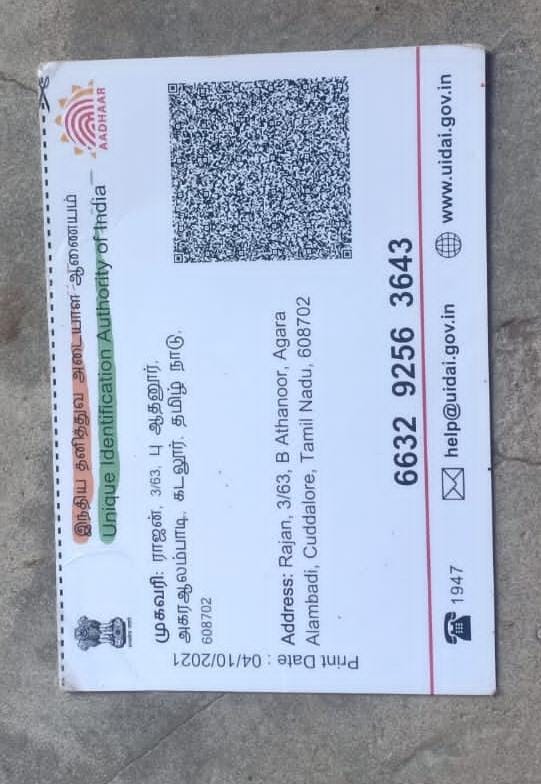 இந்திய தனித்துவ அடையாள ஆணையம்
Unique Identification Authority of India
AADHAAR
முகவரி: ராஜன், 3/63, பு ஆதனூர்,
அகரஆலம்பாடி, கடலூர், தமிழ் நாடு,
608702
Address: Rajan, 3/63, B Athanoor, Agara
Alambadi, Cuddalore, Tamil Nadu, 608702
Print Date : 04/10/2021
6632 9256 3643
1947
help@uidai.gov.in
www.uidai.gov.in